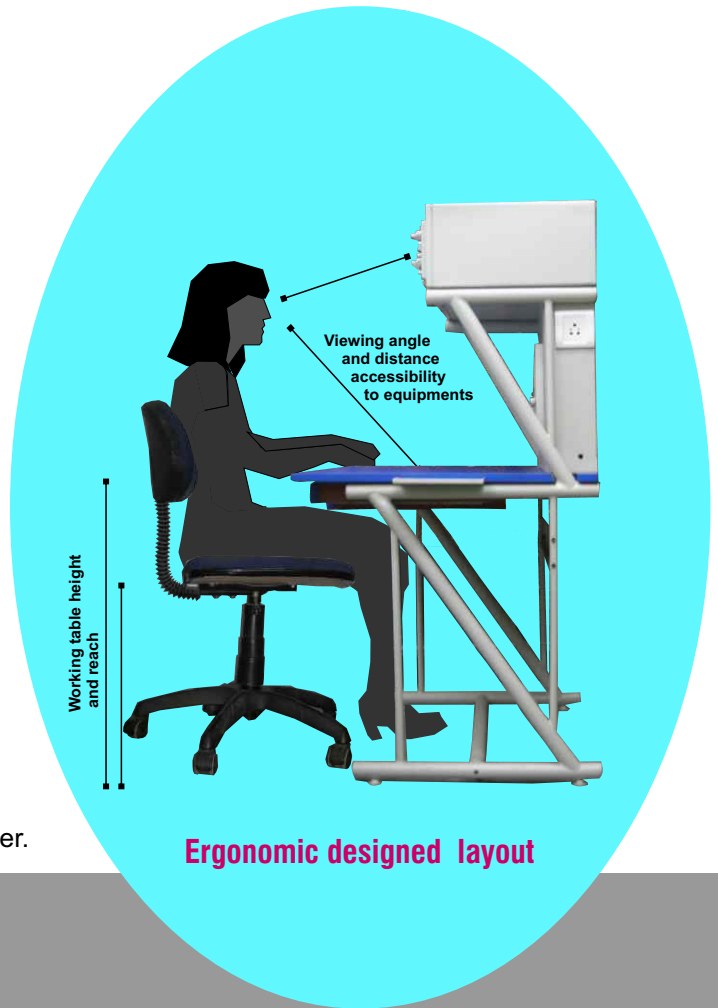 Viewing angle
and distance
accessibility
to equipments
Working table height
and reach
er.
Ergonomic designed layout